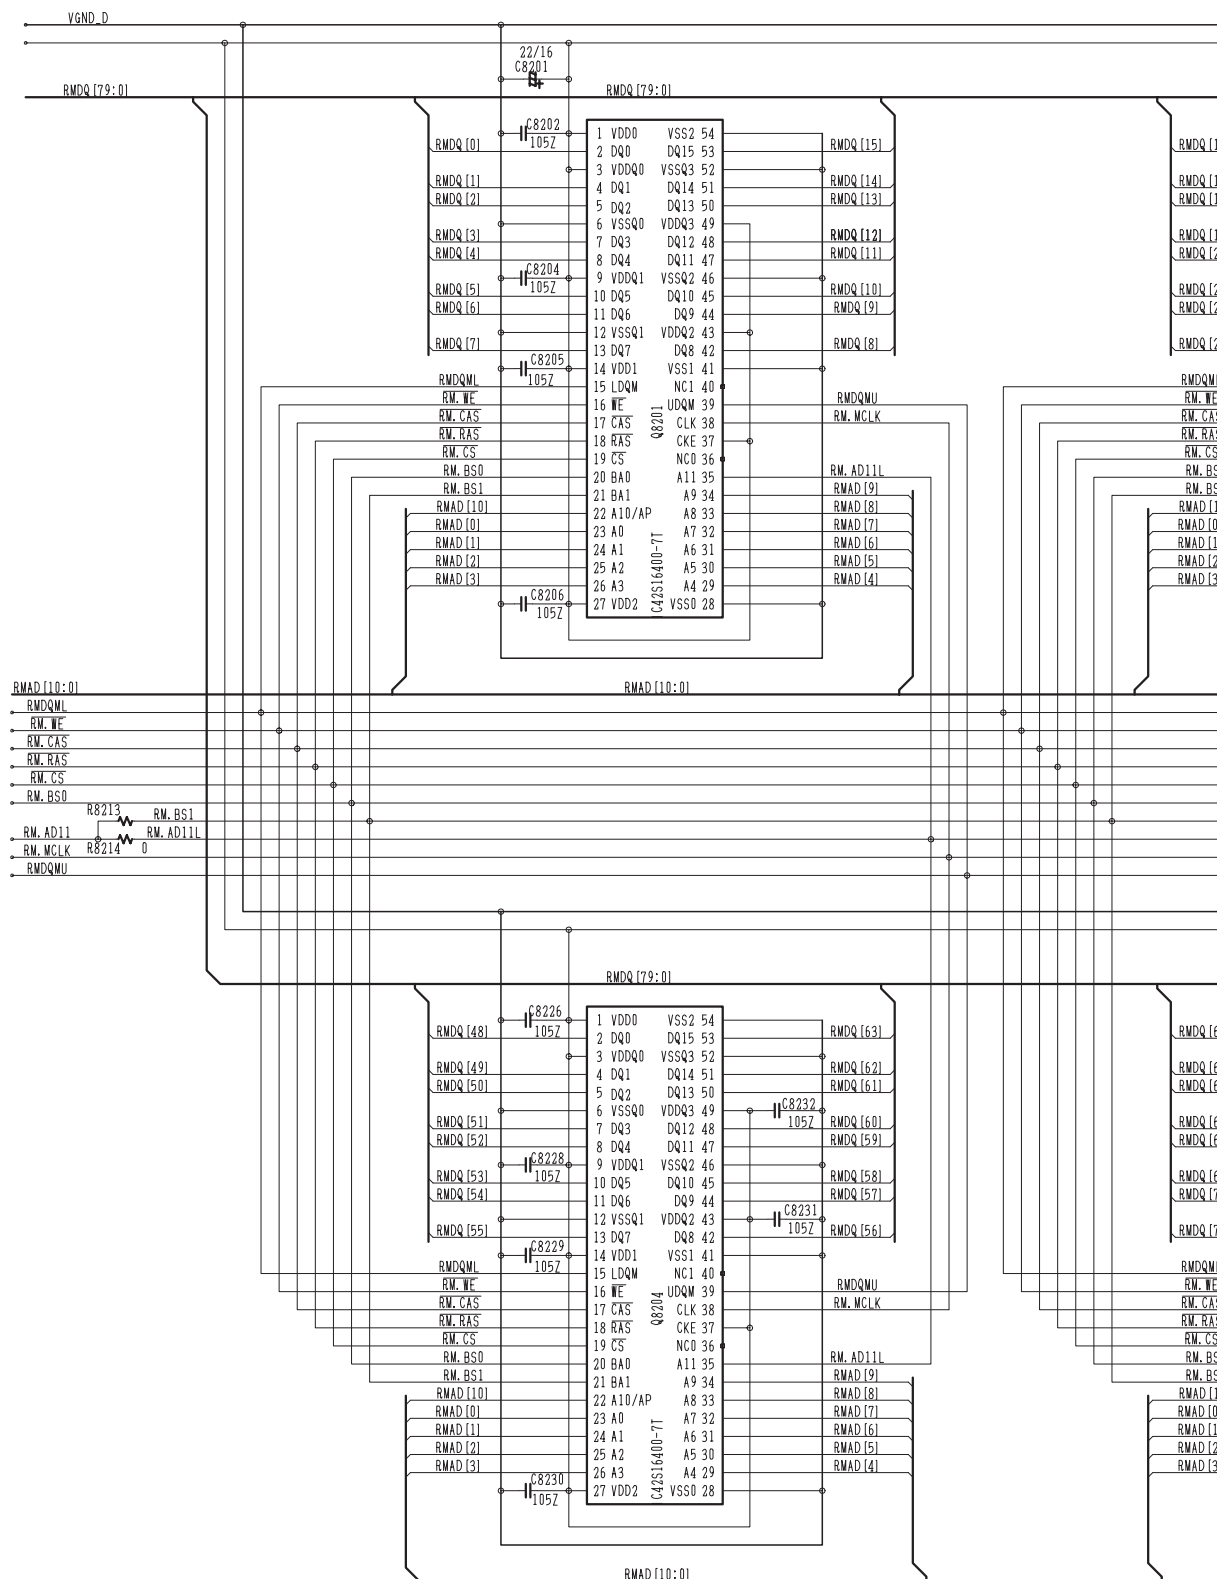 VGND_D
22/16
C8201
RMDQ[79:0]
RMDQ[79:0]
C8202
105Z
1 VDD0 VSS2 54
RMDQ[0] 2 DQ0 DQ15 53 RMDQ[15]
3 VDDQ0 VSSQ3 52
RMDQ[1] 4 DQ1 DQ14 51 RMDQ[14]
RMDQ[2] 5 DQ2 DQ13 50 RMDQ[13]
6 VSSQ0 VDDQ3 49
RMDQ[3] 7 DQ3 DQ12 48 RMDQ[12]
RMDQ[4] 8 DQ4 DQ11 47 RMDQ[11]
C8204
105Z
9 VDDQ1 VSSQ2 46
RMDQ[5] 10 DQ5 DQ10 45 RMDQ[10]
RMDQ[6] 11 DQ6 DQ9 44 RMDQ[9]
12 VSSQ1 VDDQ2 43
RMDQ[7] 13 DQ7 DQ8 42 RMDQ[8]
C8205
105Z
14 VDD1 VSS1 41
RMDQML 15 LDQM NC1 40
RM.WE 16 WE UDQM 39 RMDQMU
RM.CAS 17 CAS CLK 38 RM.MCLK
RM.RAS 18 RAS CKE 37
RM.CS 19 CS NC0 36
RM.BS0 20 BA0 A11 35 RM.AD11L
RM.BS1 21 BA1 A9 34 RMAD[9]
RMAD[10] 22 A10/AP A8 33 RMAD[8]
RMAD[0] 23 A0 A7 32 RMAD[7]
RMAD[1] 24 A1 A6 31 RMAD[6]
RMAD[2] 25 A2 A5 30 RMAD[5]
RMAD[3] 26 A3 A4 29 RMAD[4]
C8206
105Z
27 VDD2 VSS0 28
Q8201
IC42S16400-7T
RMAD[10:0]
RMAD[10:0]
RMDQML
RM.WE
RM.CAS
RM.RAS
RM.CS
RM.BS0
R8213 RM.BS1
RM.AD11 RM.AD11L
R8214 0
RM.MCLK
RMDQMU
RMDQ[79:0]
C8226
105Z
1 VDD0 VSS2 54
RMDQ[48] 2 DQ0 DQ15 53 RMDQ[63]
3 VDDQ0 VSSQ3 52
RMDQ[49] 4 DQ1 DQ14 51 RMDQ[62]
RMDQ[50] 5 DQ2 DQ13 50 RMDQ[61]
6 VSSQ0 VDDQ3 49
C8232
105Z
RMDQ[51] 7 DQ3 DQ12 48 RMDQ[60]
RMDQ[52] 8 DQ4 DQ11 47 RMDQ[59]
C8228
105Z
9 VDDQ1 VSSQ2 46
RMDQ[53] 10 DQ5 DQ10 45 RMDQ[58]
RMDQ[54] 11 DQ6 DQ9 44 RMDQ[57]
12 VSSQ1 VDDQ2 43
C8231
105Z
RMDQ[55] 13 DQ7 DQ8 42 RMDQ[56]
C8229
105Z
14 VDD1 VSS1 41
RMDQML 15 LDQM NC1 40
RM.WE 16 WE UDQM 39 RMDQMU
RM.CAS 17 CAS CLK 38 RM.MCLK
RM.RAS 18 RAS CKE 37
RM.CS 19 CS NC0 36
RM.BS0 20 BA0 A11 35 RM.AD11L
RM.BS1 21 BA1 A9 34 RMAD[9]
RMAD[10] 22 A10/AP A8 33 RMAD[8]
RMAD[0] 23 A0 A7 32 RMAD[7]
RMAD[1] 24 A1 A6 31 RMAD[6]
RMAD[2] 25 A2 A5 30 RMAD[5]
RMAD[3] 26 A3 A4 29 RMAD[4]
C8230
105Z
27 VDD2 VSS0 28
Q8204
IC42S16400-7T
RMAD[10:0]